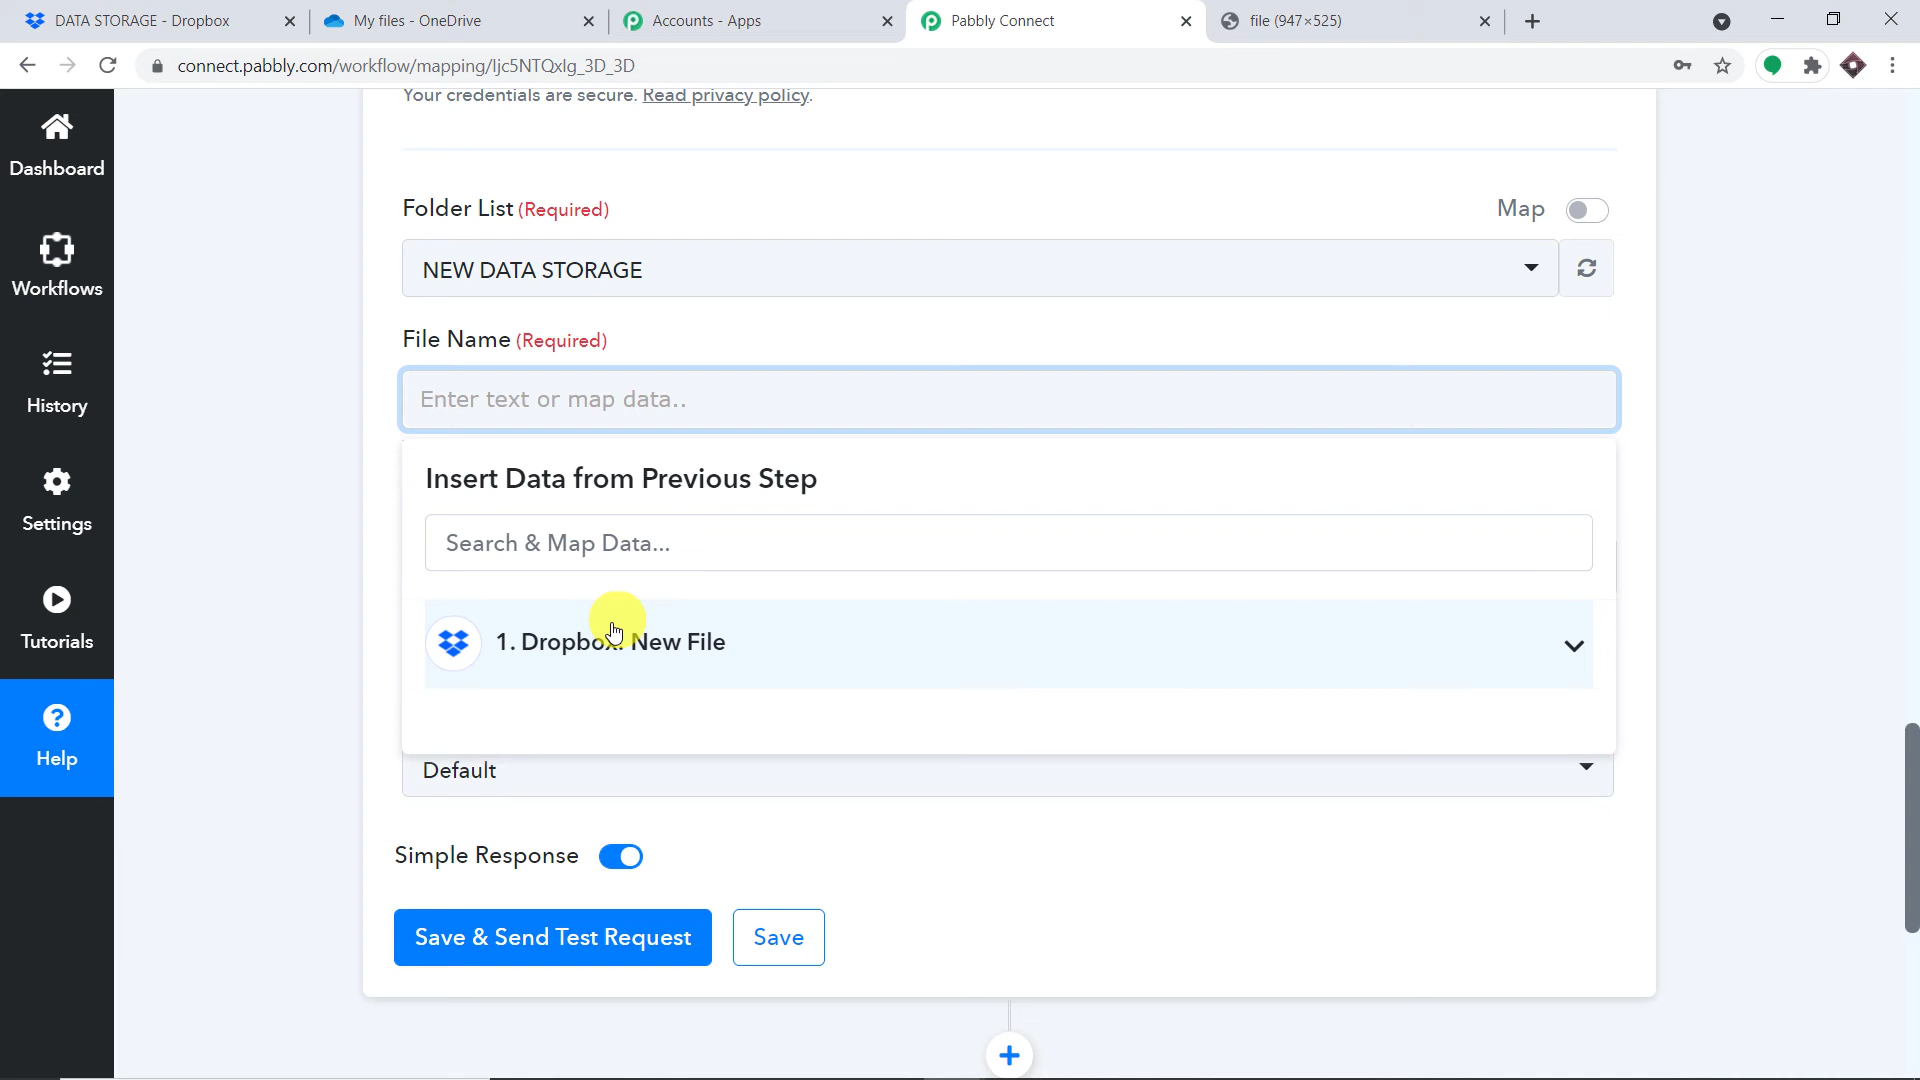 DATA STORAGE - Dropbox
My files - OneDrive
Accounts - Apps
Pabbly Connect
file (947×525)
connect.pabbly.com/workflow/mapping/Ijc5NTQxIg_3D_3D
Your credentials are secure. Read privacy policy.
Dashboard
Workflows
History
Settings
Tutorials
Help
Folder List (Required)
Map
NEW DATA STORAGE
File Name (Required)
Enter text or map data..
Insert Data from Previous Step
Search & Map Data...
1. Dropbox: New File
Default
Simple Response
Save & Send Test Request
Save